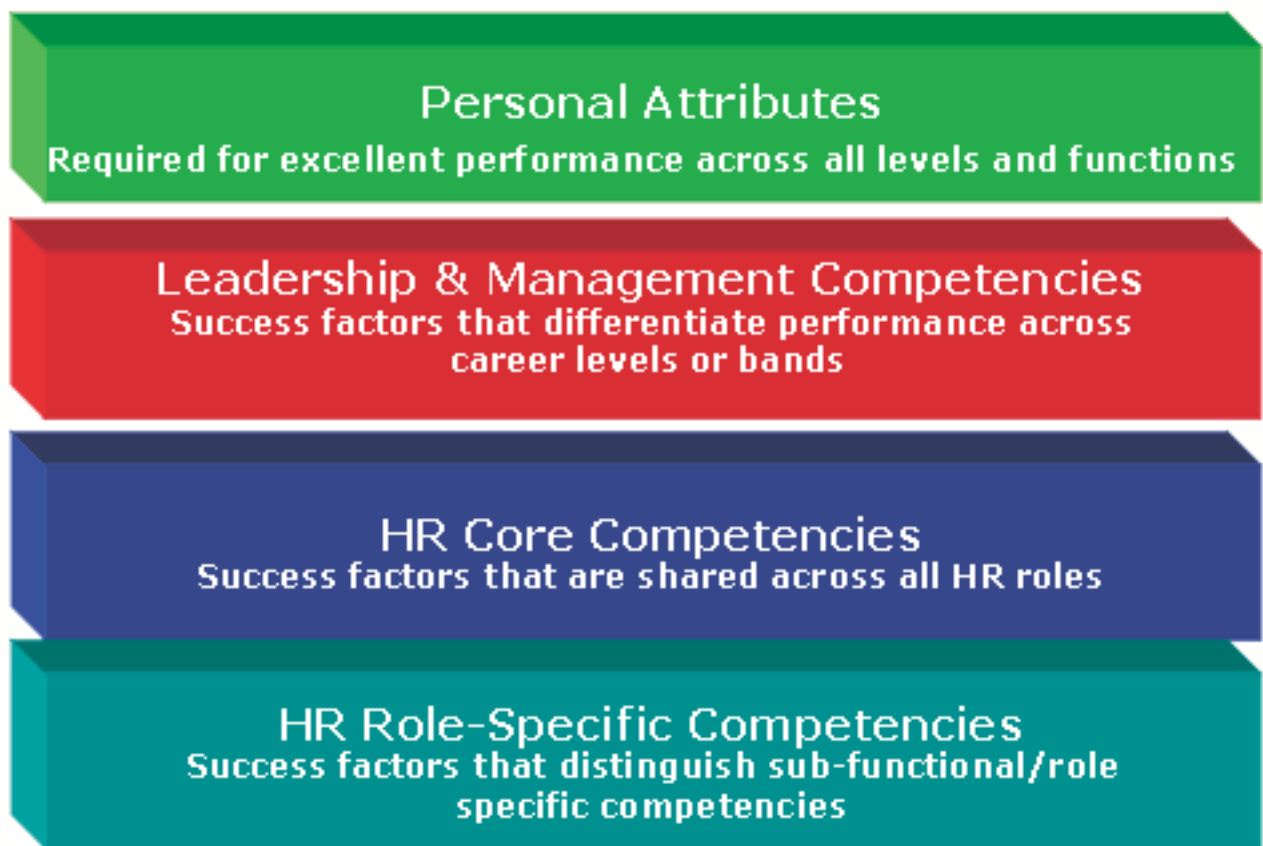 Personal Attributes
Required for excellent performance across all levels and functions
Leadership & Management Competencies
Success factors that differentiate performance across
career levels or bands
HR Core Competencies
Success factors that are shared across all HR roles
HR Role-Specific Competencies
Success factors that distinguish sub-functional/role
specific competencies